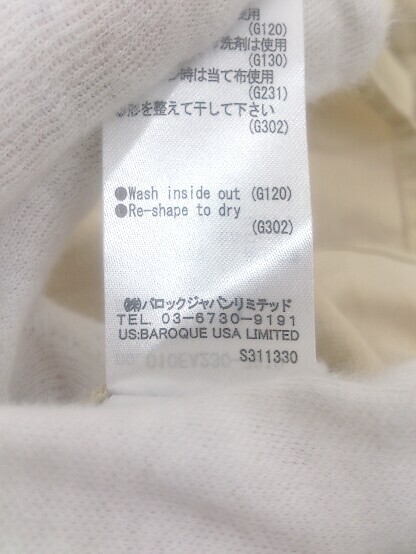 使用
(G120)
洗剤は使用
(G130)
時は当て布使用
(G231)
形を整えて干して下さい
(G302)
●Wash inside out (G120)
●Re-shape to dry
(G302)
㈱バロックジャパンリミテッド
TEL. 03-6730-9191
US:BAROQUE USA LIMITED
S311330